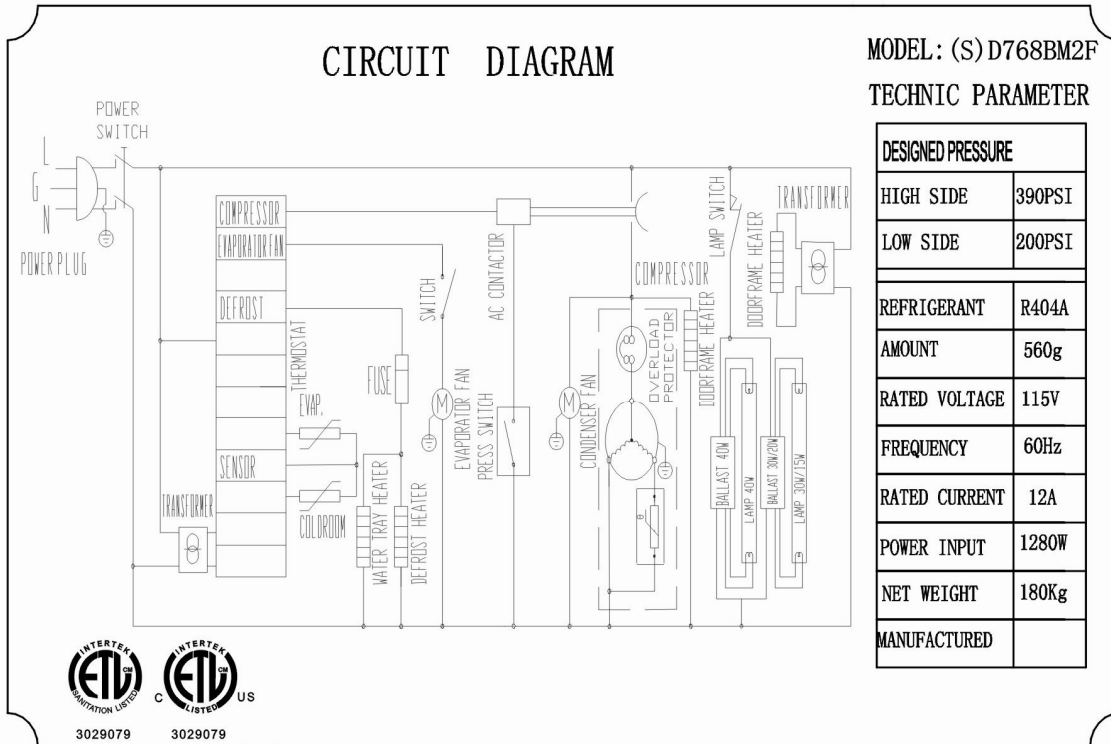 CIRCUIT DIAGRAM
MODEL: (S) D768BM2F
TECHNIC PARAMETER
DESIGNED PRESSURE
HIGH SIDE 390PSI
LOW SIDE 200PSI
REFRIGERANT R404A
AMOUNT 560g
RATED VOLTAGE 115V
FREQUENCY 60Hz
RATED CURRENT 12A
POWER INPUT 1280W
NET WEIGHT 180Kg
MANUFACTURED
POWER
SWITCH
L
G
N
POWER PLUG
COMPRESSOR
EVAPORATOR FAN
DEFROST
THERMOSTAT
SENSOR
EVAP.
COLDROOM
TRANSFORMER
FUSE
WATER TRAY HEATER
DEFROST HEATER
SWITCH
EVAPORATOR FAN
M
AC CONTACTOR
PRESS SWITCH
CONDENSER FAN
M
COMPRESSOR
OVERLOAD
PROTECTOR
θ
DOORFRAME HEATER
LAMP SWITCH
DOORFRAME HEATER
TRANSFORMER
BALLAST 40W
LAMP 40W
BALLAST 30W/20W
LAMP 30W/15W
INTERTEK
ETL
CM
SANITATION LISTED
3029079
INTERTEK
C ETL US
CM
LISTED
3029079